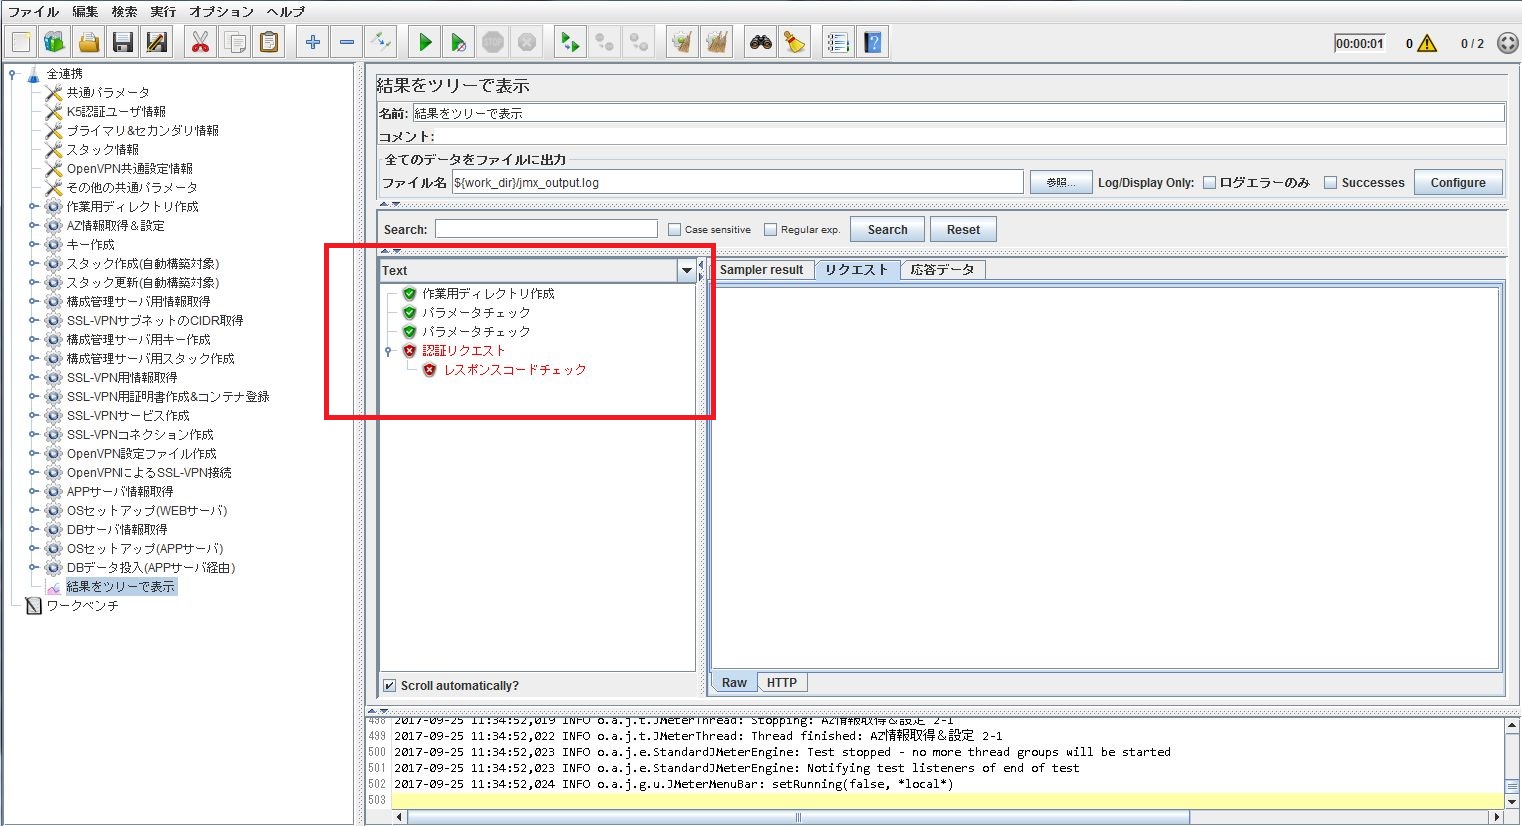 ファイル 編集 検索 実行 オプション ヘルプ
00:00:01 0 0 / 2
全連携
共通パラメータ
K5認証ユーザ情報
プライマリ&セカンダリ情報
スタック情報
OpenVPN共通設定情報
その他の共通パラメータ
作業用ディレクトリ作成
AZ情報取得＆設定
キー作成
スタック作成(自動構築対象)
スタック更新(自動構築対象)
構成管理サーバ用情報取得
SSL-VPNサブネットのCIDR取得
構成管理サーバ用キー作成
構成管理サーバ用スタック作成
SSL-VPN用情報取得
SSL-VPN用証明書作成&コンテナ登録
SSL-VPNサービス作成
SSL-VPNコネクション作成
OpenVPN設定ファイル作成
OpenVPNによるSSL-VPN接続
APPサーバ情報取得
OSセットアップ(WEBサーバ)
DBサーバ情報取得
OSセットアップ(APPサーバ)
DBデータ投入(APPサーバ経由)
結果をツリーで表示
ワークベンチ
結果をツリーで表示
名前: 結果をツリーで表示
コメント:
全てのデータをファイルに出力
ファイル名 ${work_dir}/jmx_output.log 参照... Log/Display Only: ログエラーのみ Successes Configure
Search: Case sensitive Regular exp. Search Reset
Text
作業用ディレクトリ作成
パラメータチェック
パラメータチェック
認証リクエスト
レスポンスコードチェック
Scroll automatically?
Sampler result リクエスト 応答データ
Raw HTTP
498 2017-09-25 11:34:52,019 INFO o.a.j.t.JMeterThread: Stopping: AZ情報取得＆設定 2-1
499 2017-09-25 11:34:52,022 INFO o.a.j.t.JMeterThread: Thread finished: AZ情報取得＆設定 2-1
500 2017-09-25 11:34:52,023 INFO o.a.j.e.StandardJMeterEngine: Test stopped - no more thread groups will be started
501 2017-09-25 11:34:52,023 INFO o.a.j.e.StandardJMeterEngine: Notifying test listeners of end of test
502 2017-09-25 11:34:52,024 INFO o.a.j.g.u.JMeterMenuBar: setRunning(false, *local*)
503